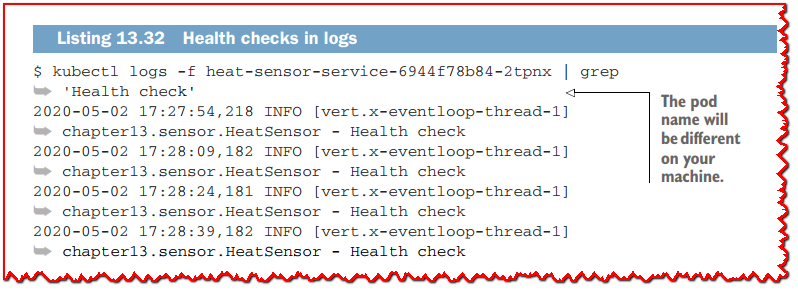 Listing 13.32 Health checks in logs
$ kubectl logs -f heat-sensor-service-6944f78b84-2tpnx | grep
➥ 'Health check'
2020-05-02 17:27:54,218 INFO [vert.x-eventloop-thread-1]
➥ chapter13.sensor.HeatSensor - Health check
2020-05-02 17:28:09,182 INFO [vert.x-eventloop-thread-1]
➥ chapter13.sensor.HeatSensor - Health check
2020-05-02 17:28:24,181 INFO [vert.x-eventloop-thread-1]
➥ chapter13.sensor.HeatSensor - Health check
2020-05-02 17:28:39,182 INFO [vert.x-eventloop-thread-1]
➥ chapter13.sensor.HeatSensor - Health check
The pod
name will
be different
on your
machine.